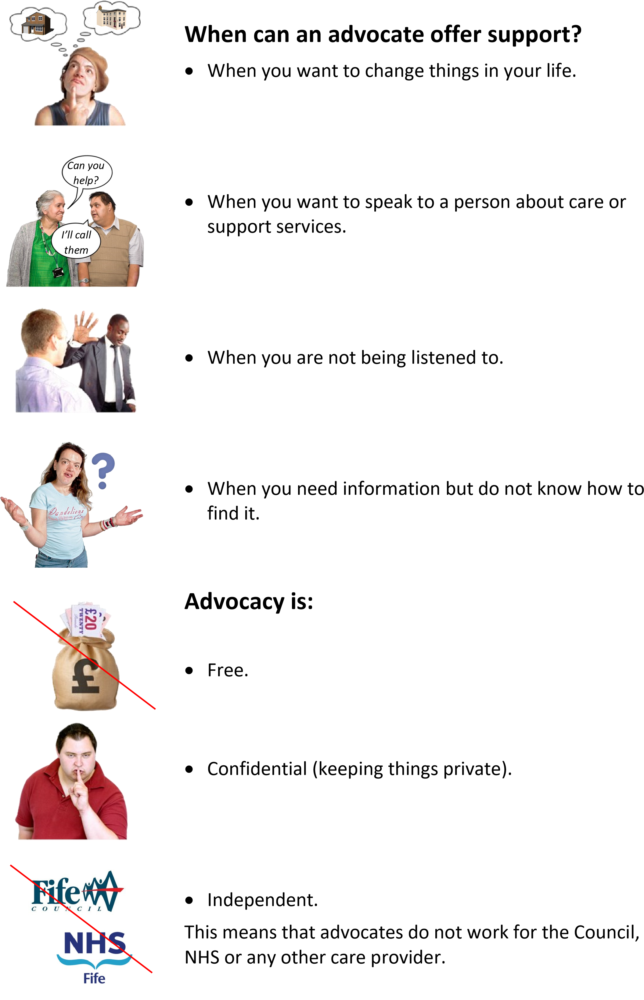 When can an advocate offer support?
• When you want to change things in your life.
Can you
help?
I'll call
them
• When you want to speak to a person about care or
support services.
• When you are not being listened to.
Dandelions
?
• When you need information but do not know how to
find it.
Advocacy is:
£20
TWENTY
£
• Free.
• Confidential (keeping things private).
Fife
COUNCIL
• Independent.
This means that advocates do not work for the Council,
NHS or any other care provider.
NHS
Fife